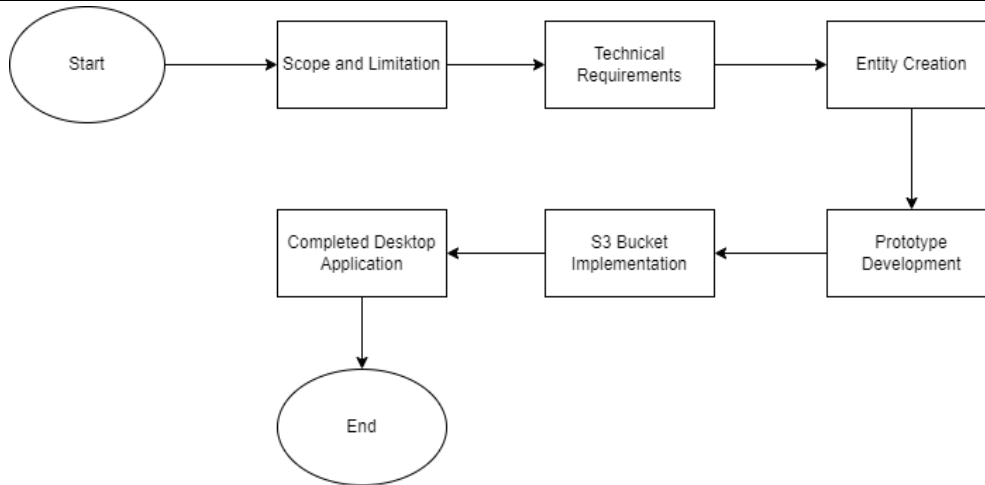 Start
Scope and Limitation
Technical
Requirements
Entity Creation
Prototype
Development
S3 Bucket
Implementation
Completed Desktop
Application
End